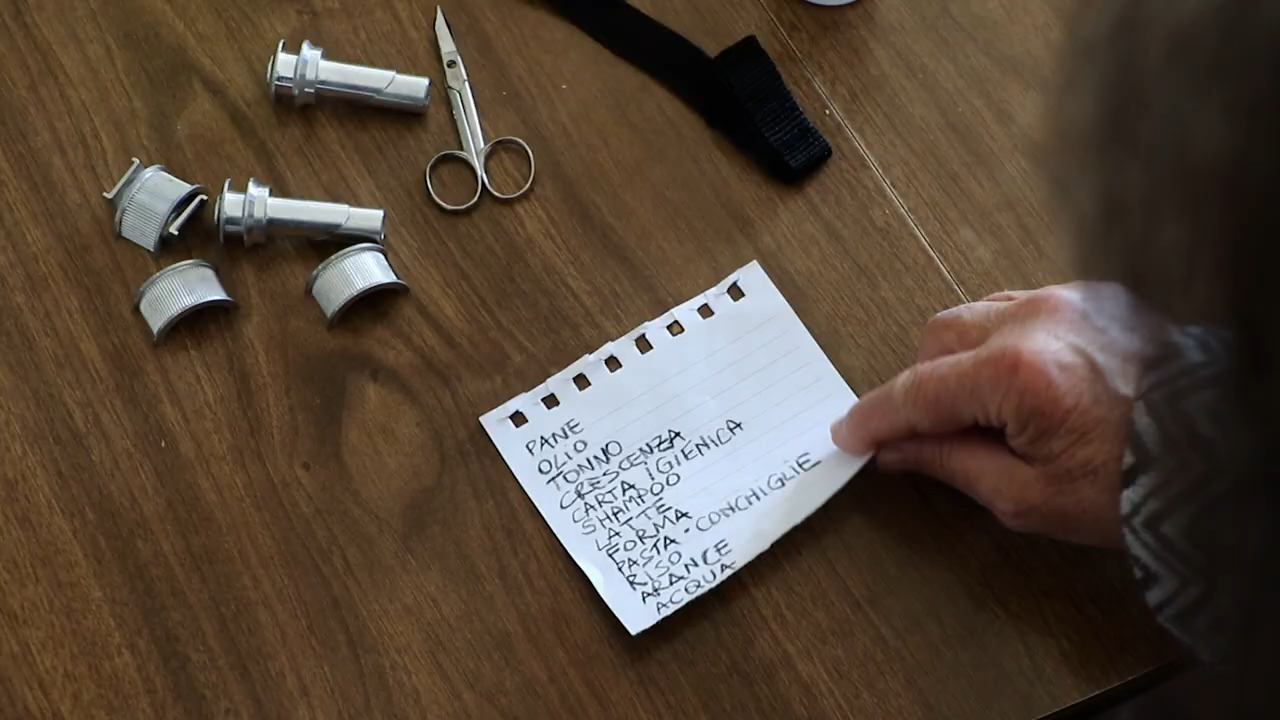 PANE
OLIO
TONNO
CRESCENZA
CARTA IGIENICA
SHAMPOO
LATTE
FORMA
PASTA - CONCHIGLIE
RISO
ARANCE
ACQUA